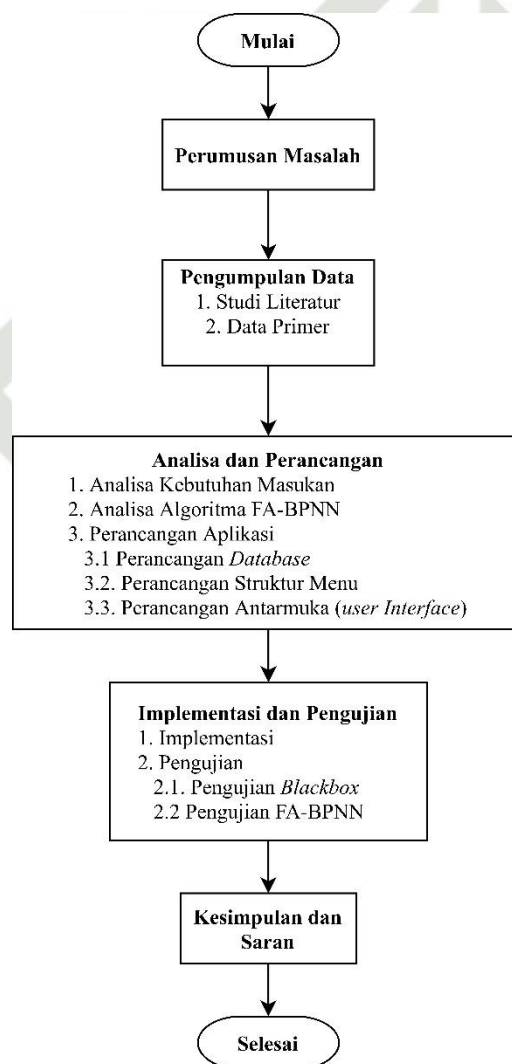 Mulai
Perumusan Masalah
Pengumpulan Data
1. Studi Literatur
2. Data Primer
Analisa dan Perancangan
1. Analisa Kebutuhan Masukan
2. Analisa Algoritma FA-BPNN
3. Perancangan Aplikasi
3.1 Perancangan Database
3.2. Perancangan Struktur Menu
3.3. Perancangan Antarmuka (user Interface)
Implementasi dan Pengujian
1. Implementasi
2. Pengujian
2.1. Pengujian Blackbox
2.2 Pengujian FA-BPNN
Kesimpulan dan
Saran
Selesai